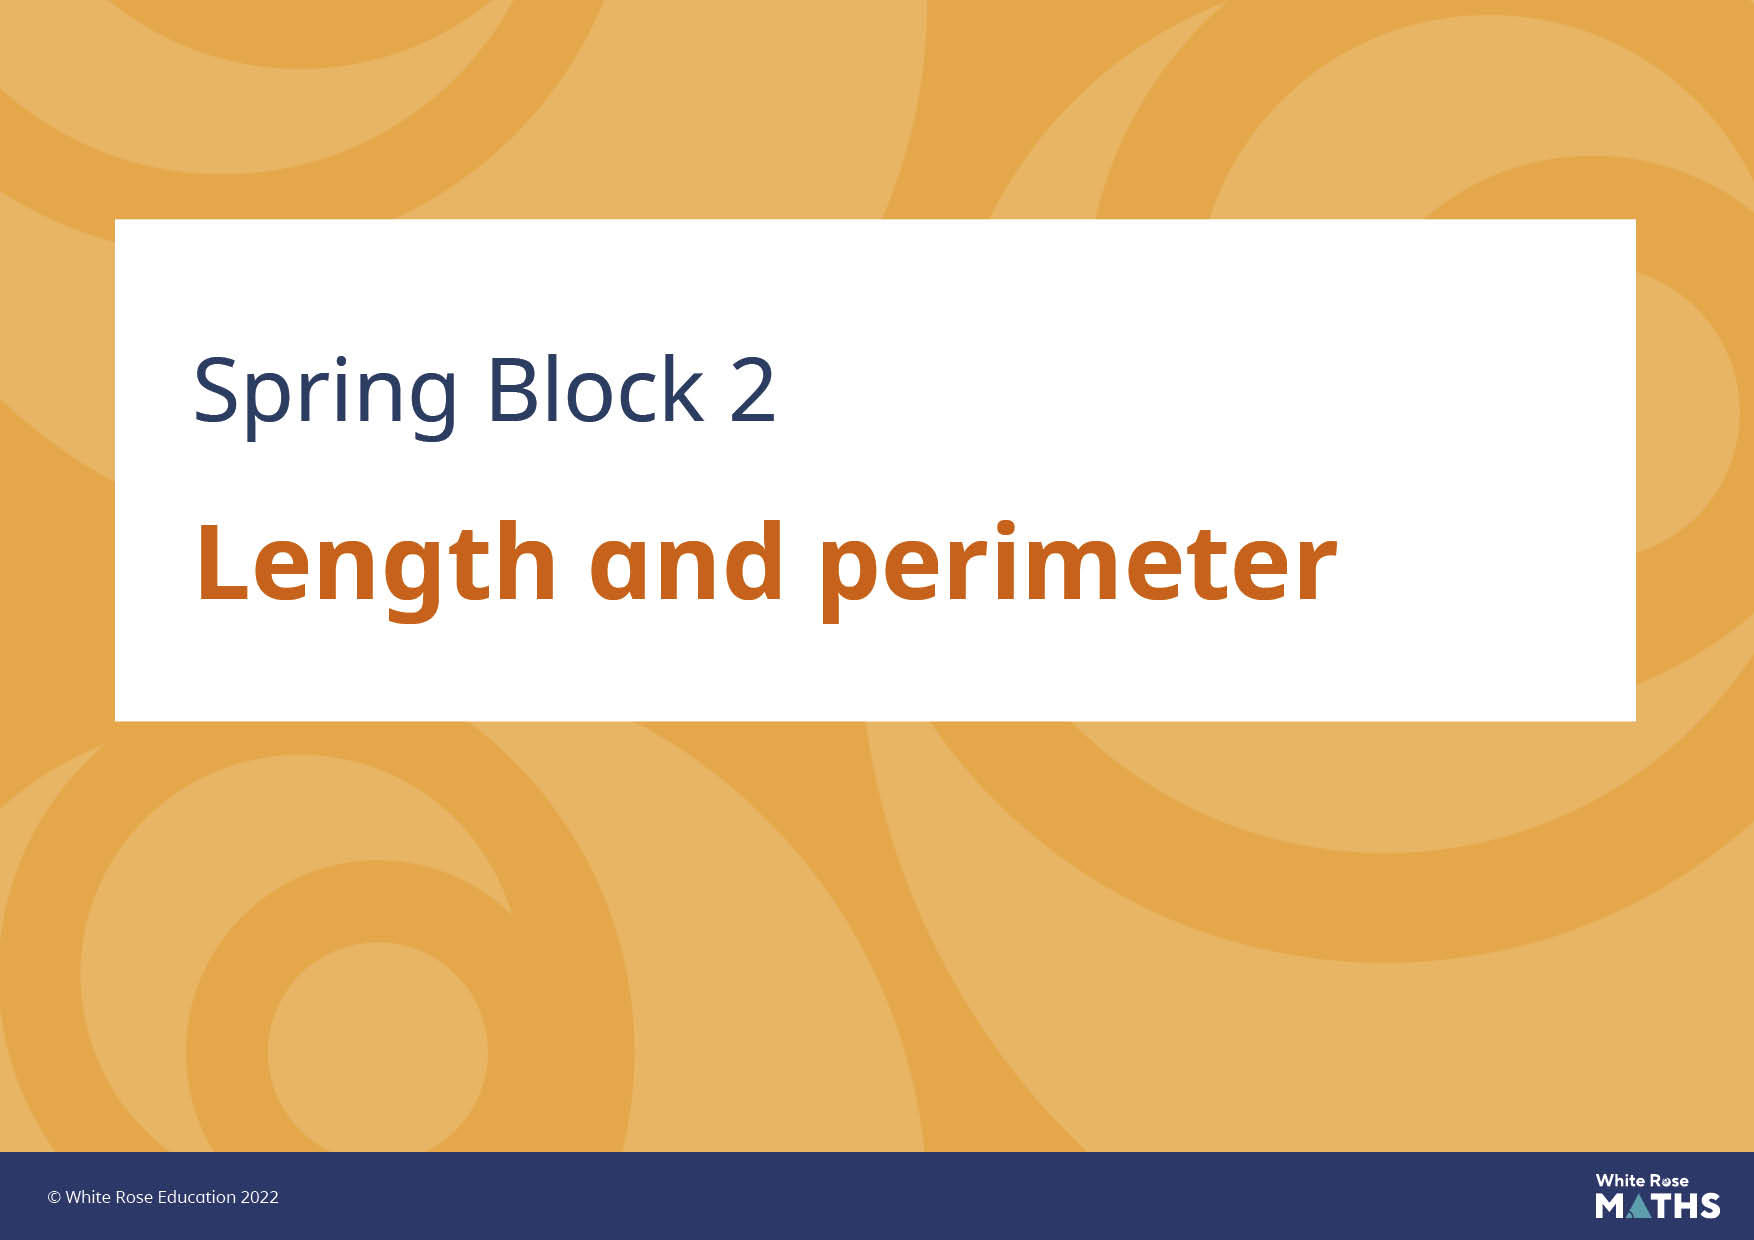 Spring Block 2
Length and perimeter
© White Rose Education 2022
White Rose
MATHS